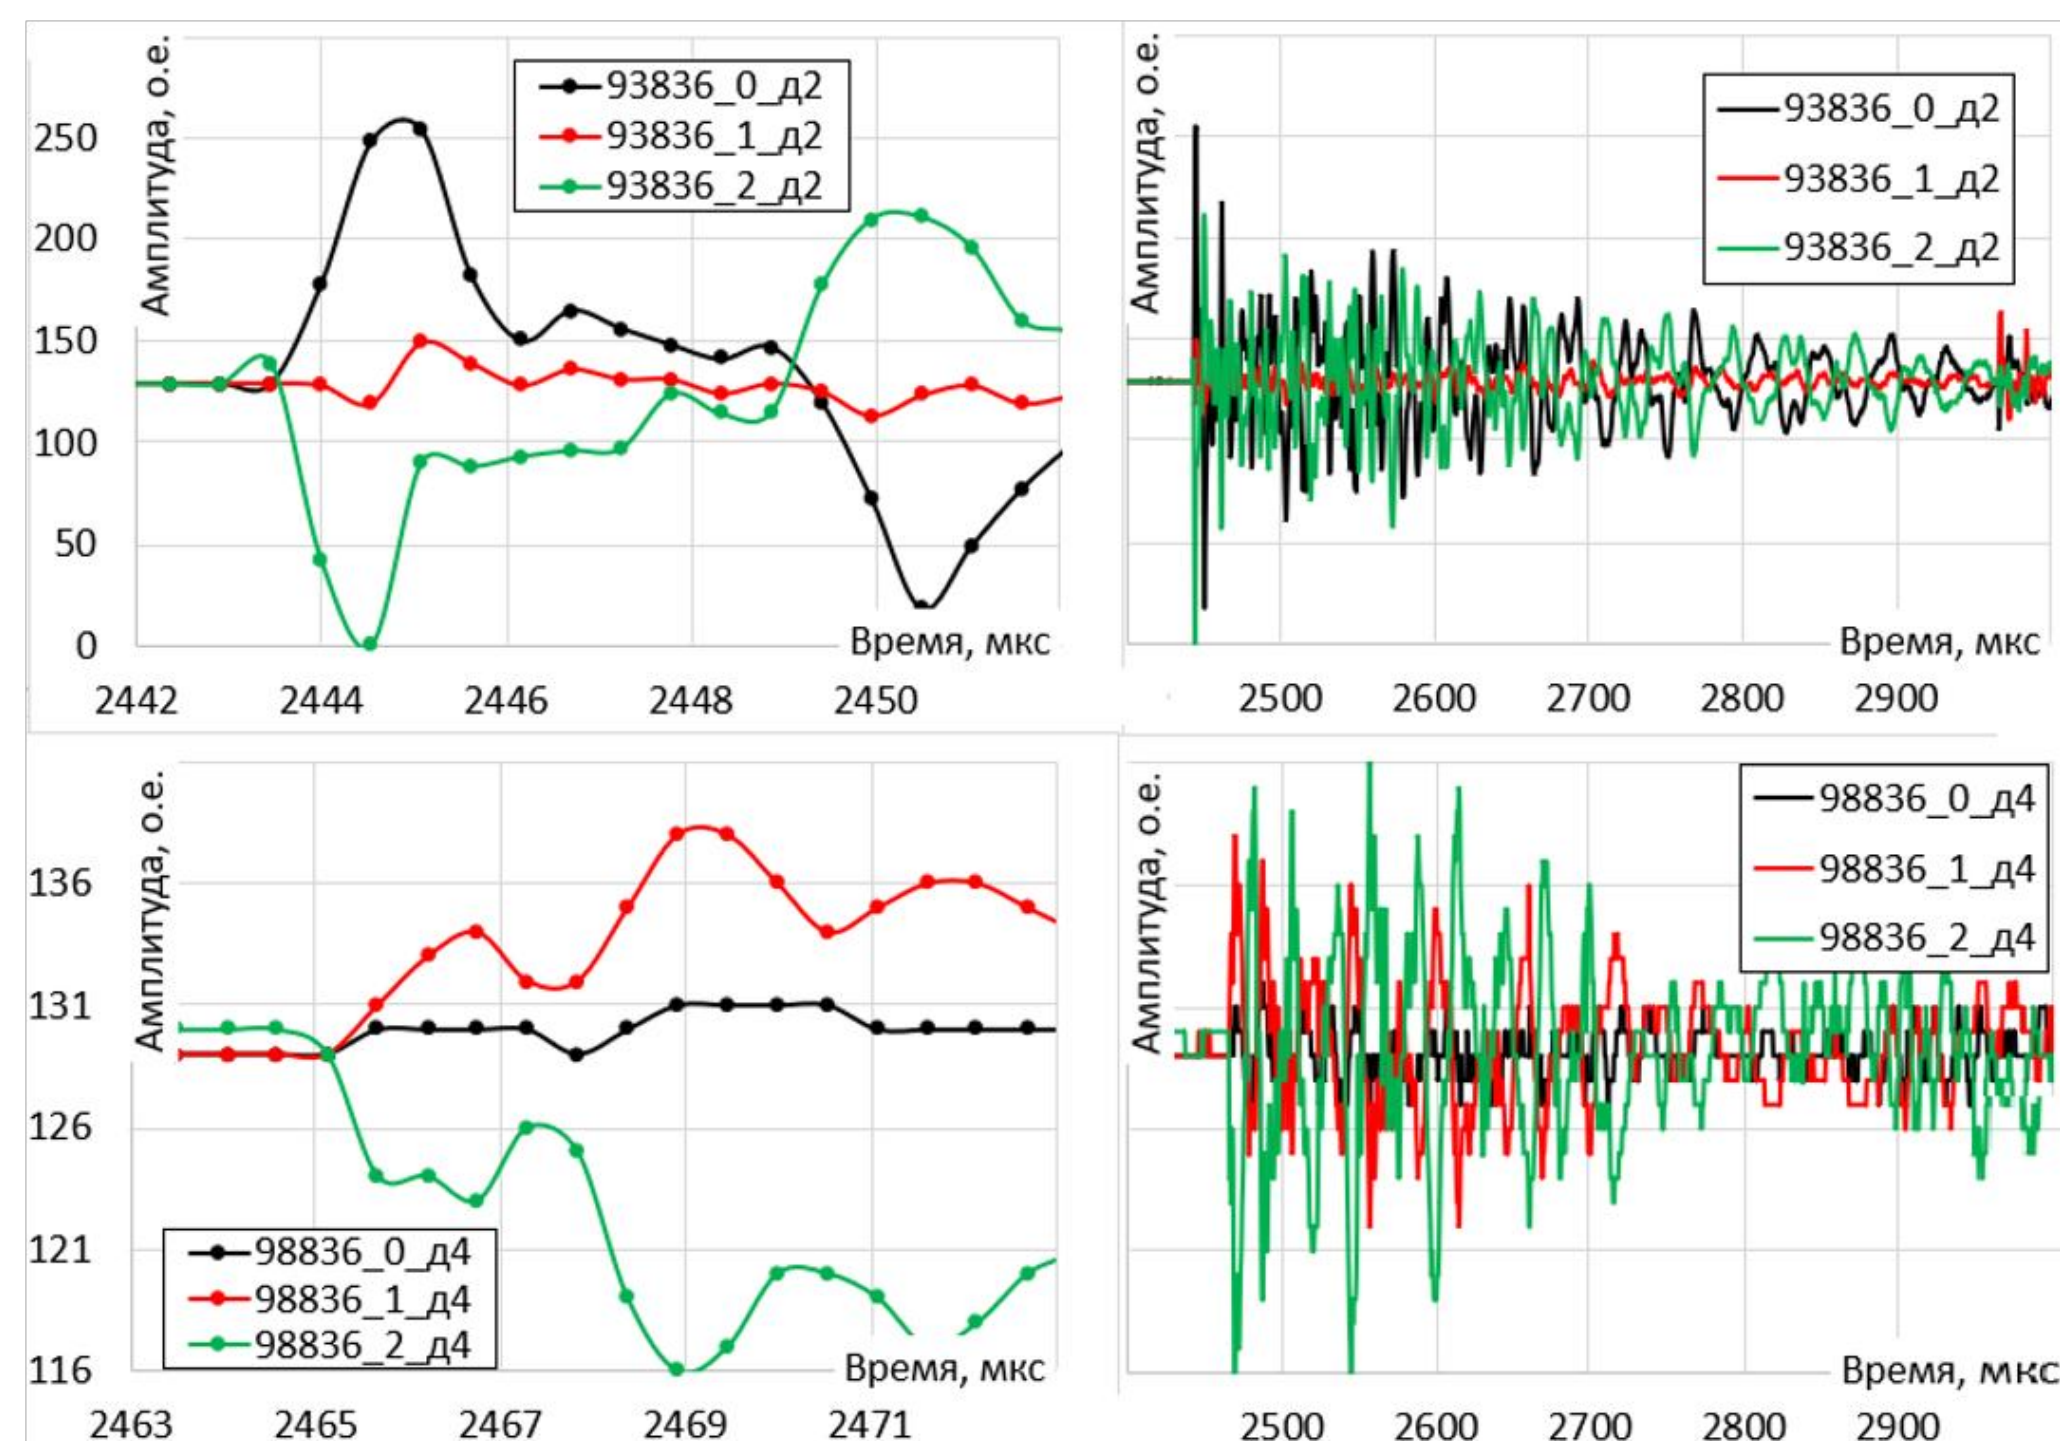 Амплитуда, о.е.
93836_0_д2
93836_1_д2
93836_2_д2
250
200
150
100
50
0
Время, мкс
2442 2444 2446 2448 2450
Амплитуда, о.е.
93836_0_д2
93836_1_д2
93836_2_д2
Время, мкс
2500 2600 2700 2800 2900
Амплитуда, о.е.
136
131
126
121
116
98836_0_д4
98836_1_д4
98836_2_д4
Время, мкс
2463 2465 2467 2469 2471
Амплитуда, о.е.
98836_0_д4
98836_1_д4
98836_2_д4
Время, мкс
2500 2600 2700 2800 2900